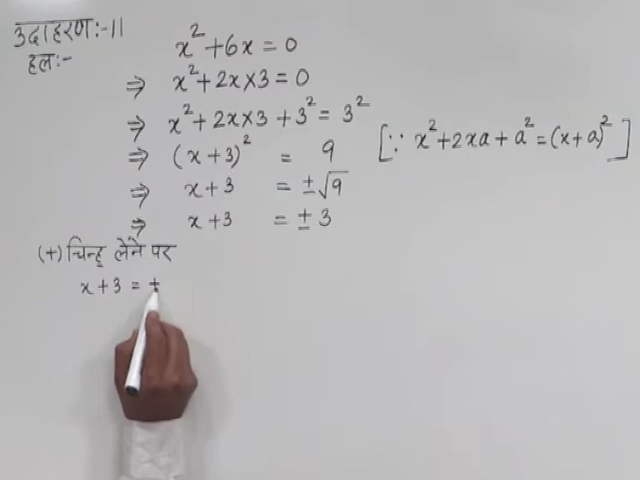 उदाहरण:-11
x² + 6x = 0
हल:-
⇒ x² + 2x × 3 = 0
⇒ x² + 2x × 3 + 3² = 3²
[∵ x² + 2xa + a² = (x + a)²]
⇒ (x + 3)² = 9
⇒ x + 3 = ±√9
⇒ x + 3 = ± 3
(+) चिन्ह लेने पर
x + 3 = +